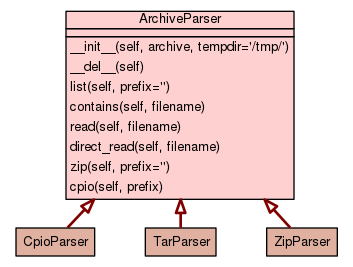 ArchiveParser
__init__(self, archive, tempdir='/tmp/')
__del__(self)
list(self, prefix='')
contains(self, filename)
read(self, filename)
direct_read(self, filename)
zip(self, prefix='')
cpio(self, prefix)
CpioParser
TarParser
ZipParser